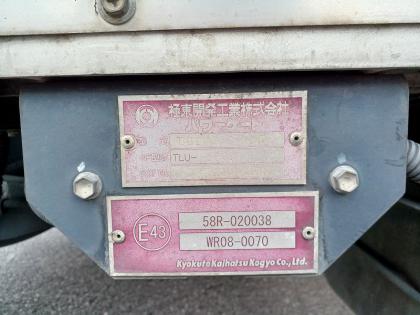 極東開発工業株式会社
パワーゲート
TLU-
E43
58R-020038
WR08-0070
Kyokuto Kaihatsu Kogyo Co., Ltd.